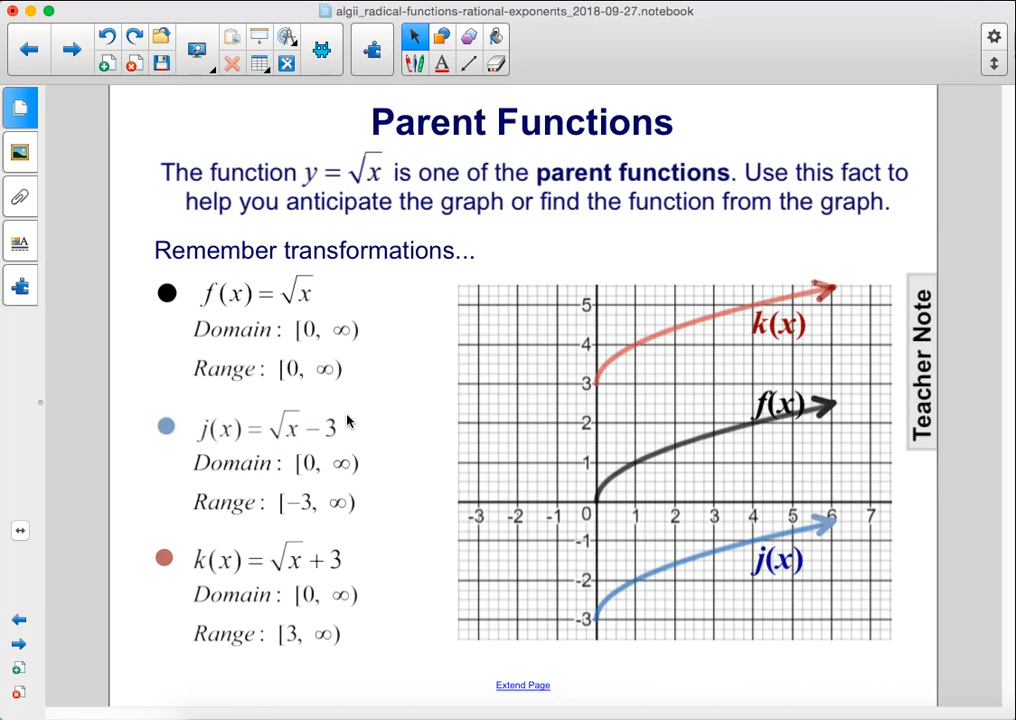 algii_radical-functions-rational-exponents_2018-09-27.notebook
Parent Functions
The function y = √x is one of the parent functions. Use this fact to
help you anticipate the graph or find the function from the graph.
Remember transformations...
f(x) = √x
Domain: [0, ∞)
Range: [0, ∞)
j(x) = √x – 3
Domain: [0, ∞)
Range: [–3, ∞)
k(x) = √x + 3
Domain: [0, ∞)
Range: [3, ∞)
5
k(x)
4
3
f(x)
2
1
-3 -2 -1 0 1 2 3 4 5 6 7
-1
j(x)
-2
-3
Teacher Note
Extend Page